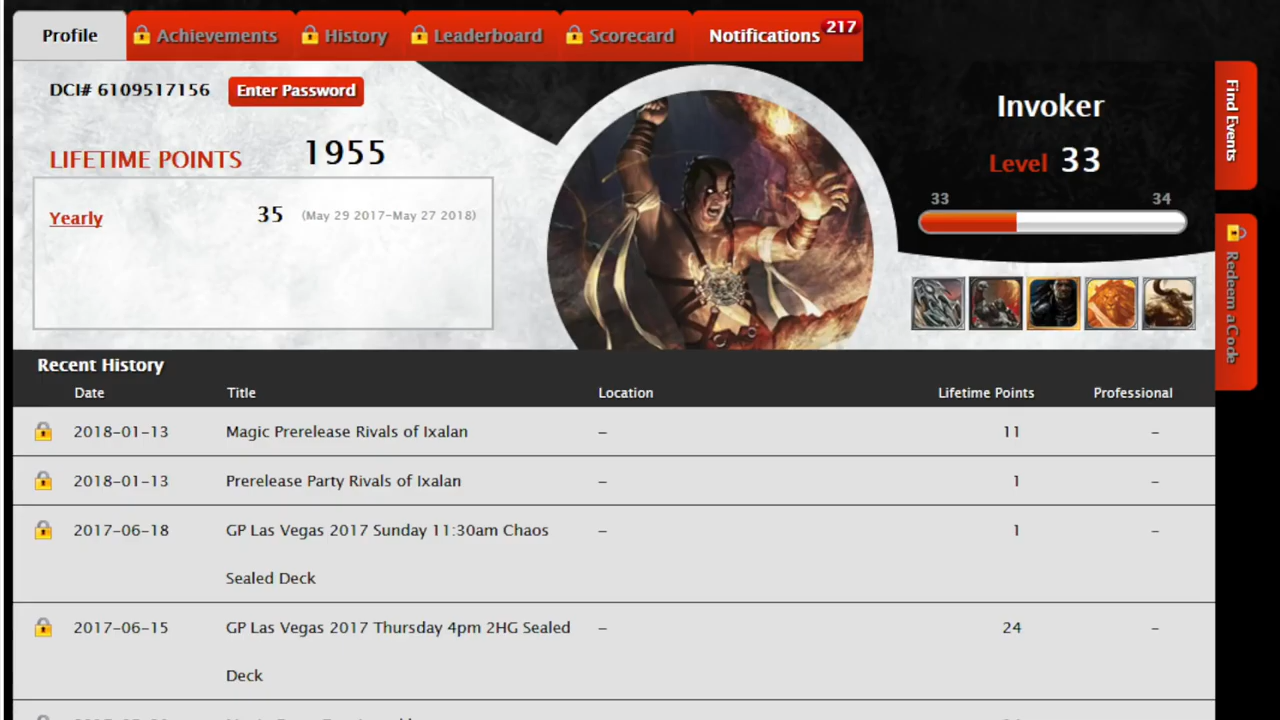 Profile
Achievements
History
Leaderboard
Scorecard
Notifications
217
DCI# 6109517156
Enter Password
LIFETIME POINTS 1955
Yearly 35 (May 29 2017-May 27 2018)
Invoker
Level 33
33 34
Find Events
Redeem a Code
Recent History
Date Title Location Lifetime Points Professional
2018-01-13 Magic Prerelease Rivals of Ixalan - 11 -
2018-01-13 Prerelease Party Rivals of Ixalan - 1 -
2017-06-18 GP Las Vegas 2017 Sunday 11:30am Chaos - 1 -
Sealed Deck
2017-06-15 GP Las Vegas 2017 Thursday 4pm 2HG Sealed - 24 -
Deck